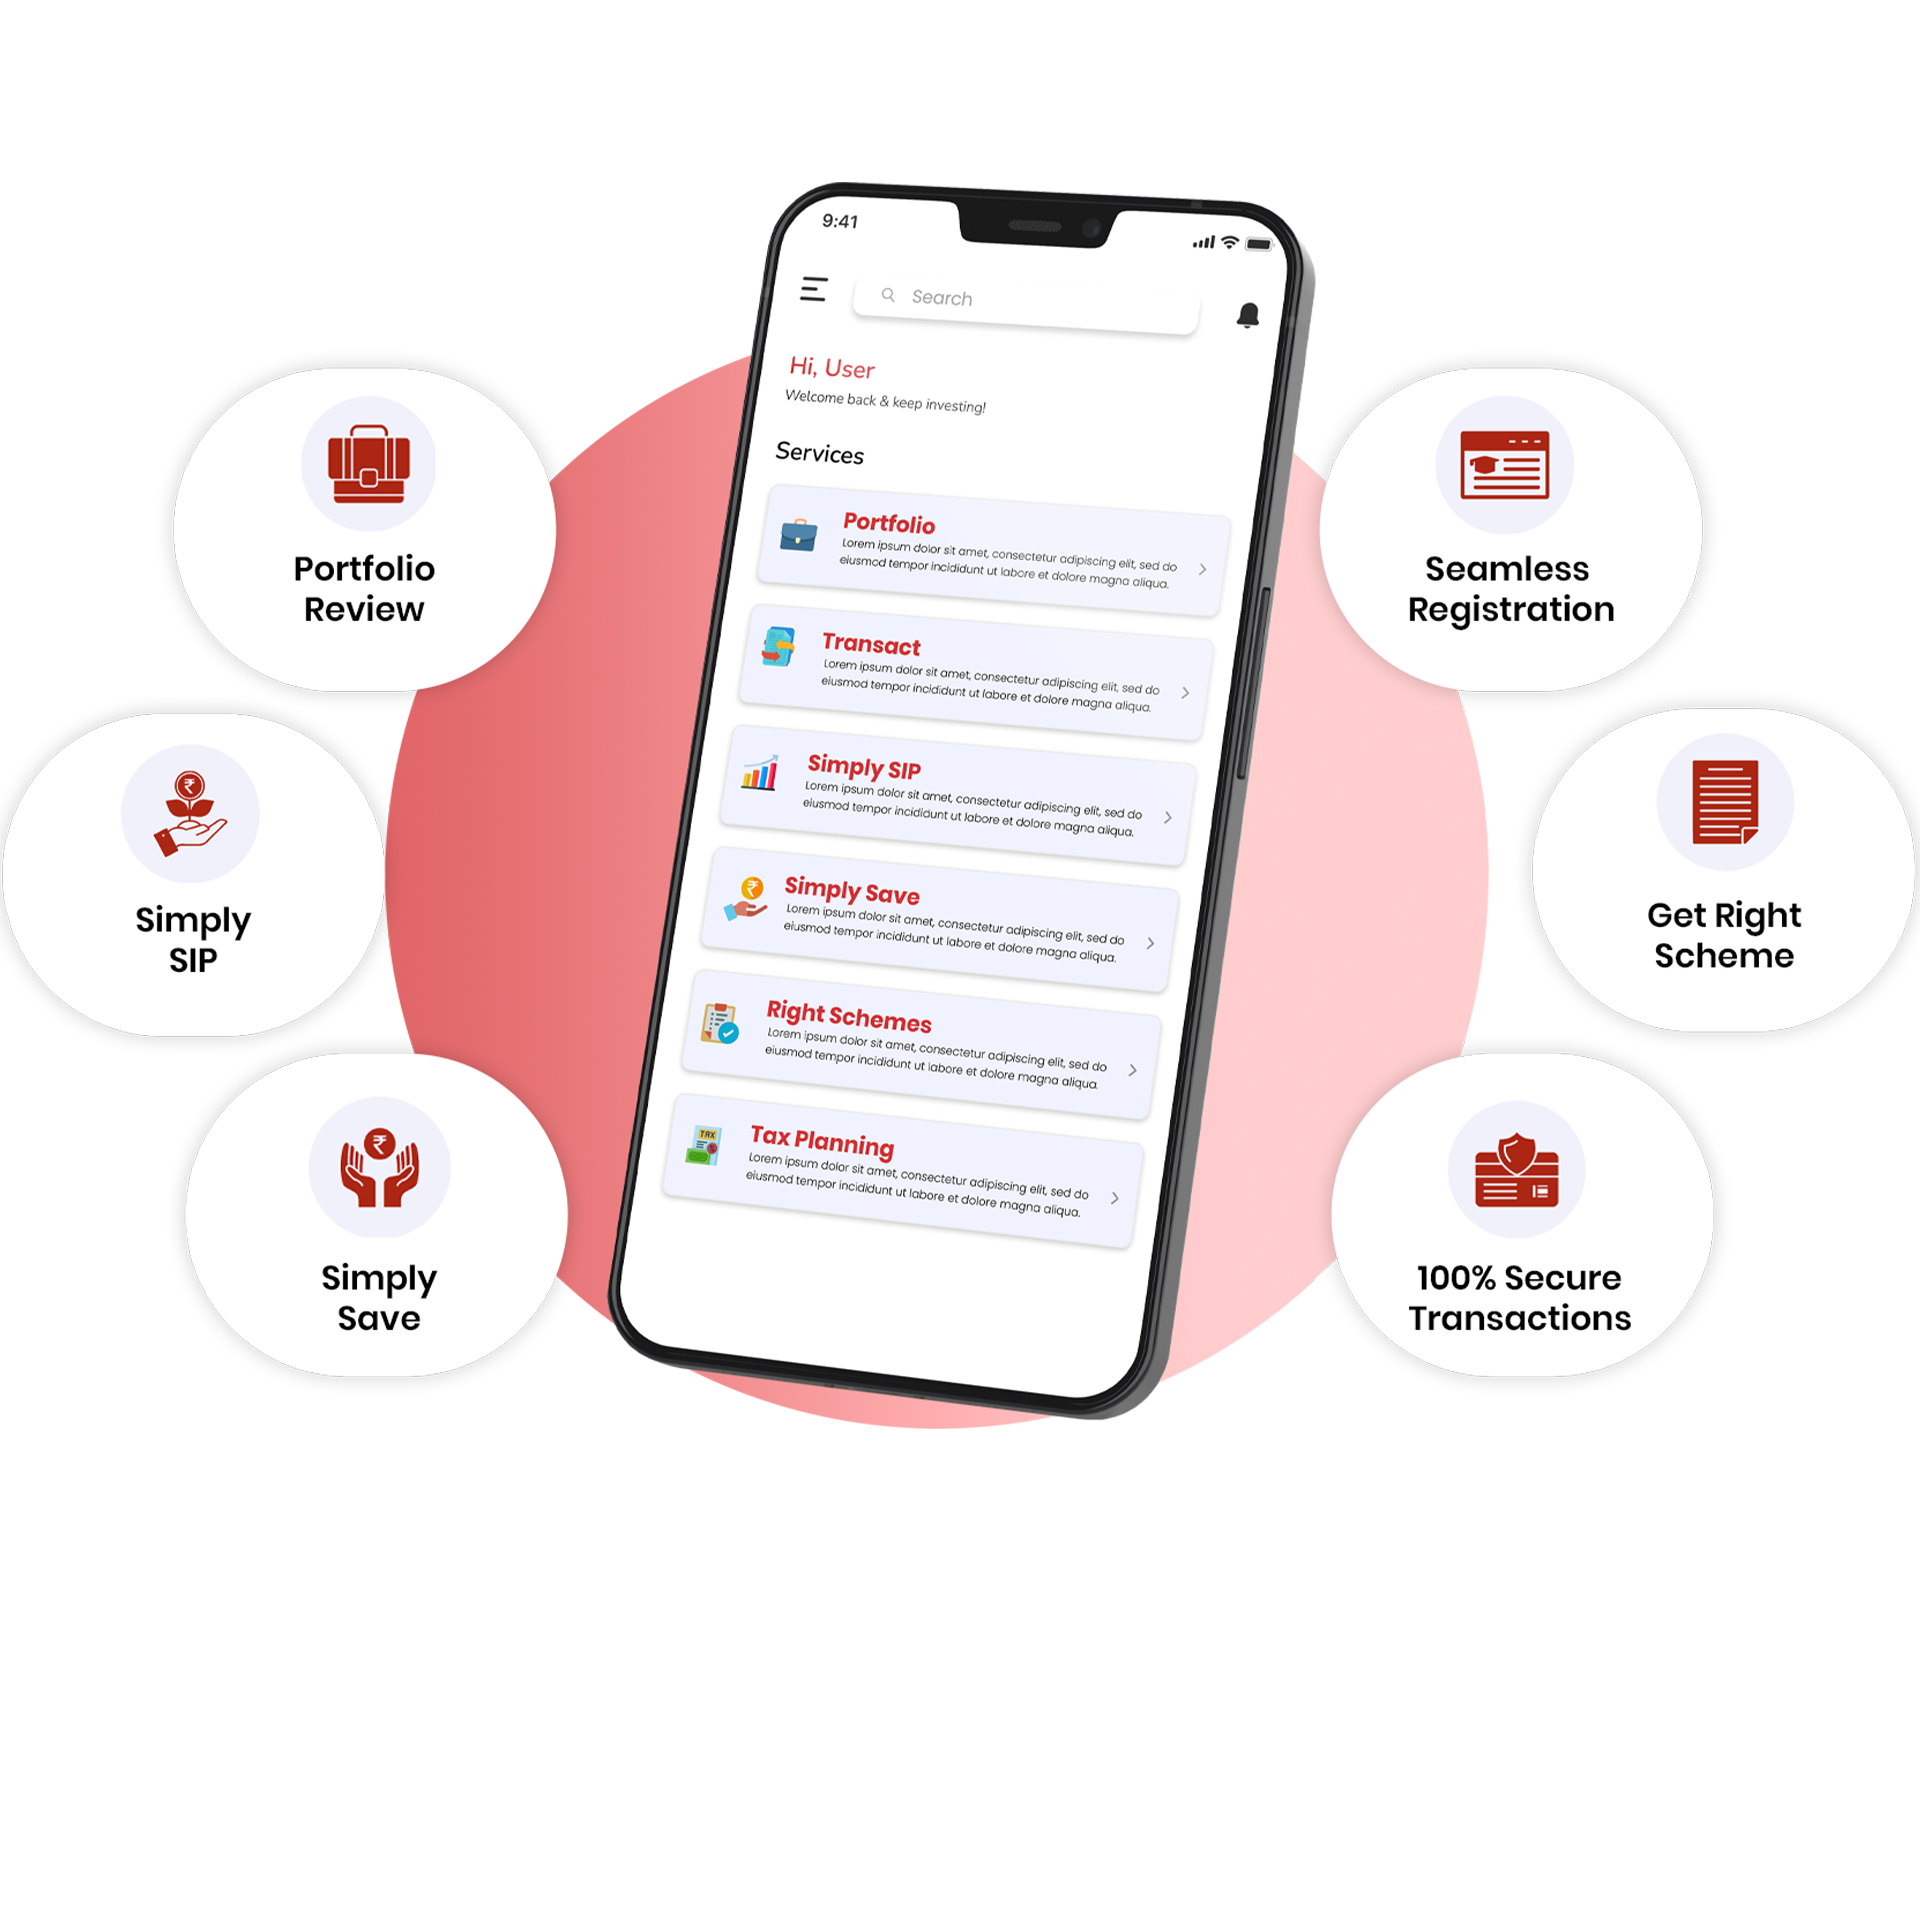 9:41
Search
Hi, User
Welcome back & keep investing!
Services
Portfolio
Lorem ipsum dolor sit amet, consectetur adipiscing elit, sed do
eiusmod tempor incididunt ut labore et dolore magna aliqua.
Transact
Lorem ipsum dolor sit amet, consectetur adipiscing elit, sed do
eiusmod tempor incididunt ut labore et dolore magna aliqua.
Simply SIP
Lorem ipsum dolor sit amet, consectetur adipiscing elit, sed do
eiusmod tempor incididunt ut labore et dolore magna aliqua.
Simply Save
Lorem ipsum dolor sit amet, consectetur adipiscing elit, sed do
eiusmod tempor incididunt ut labore et dolore magna aliqua.
Right Schemes
Lorem ipsum dolor sit amet, consectetur adipiscing elit, sed do
eiusmod tempor incididunt ut labore et dolore magna aliqua.
TAX
Tax Planning
Lorem ipsum dolor sit amet, consectetur adipiscing elit, sed do
eiusmod tempor incididunt ut labore et dolore magna aliqua.
Portfolio
Review
₹
Simply
SIP
₹
Simply
Save
Seamless
Registration
Get Right
Scheme
100% Secure
Transactions